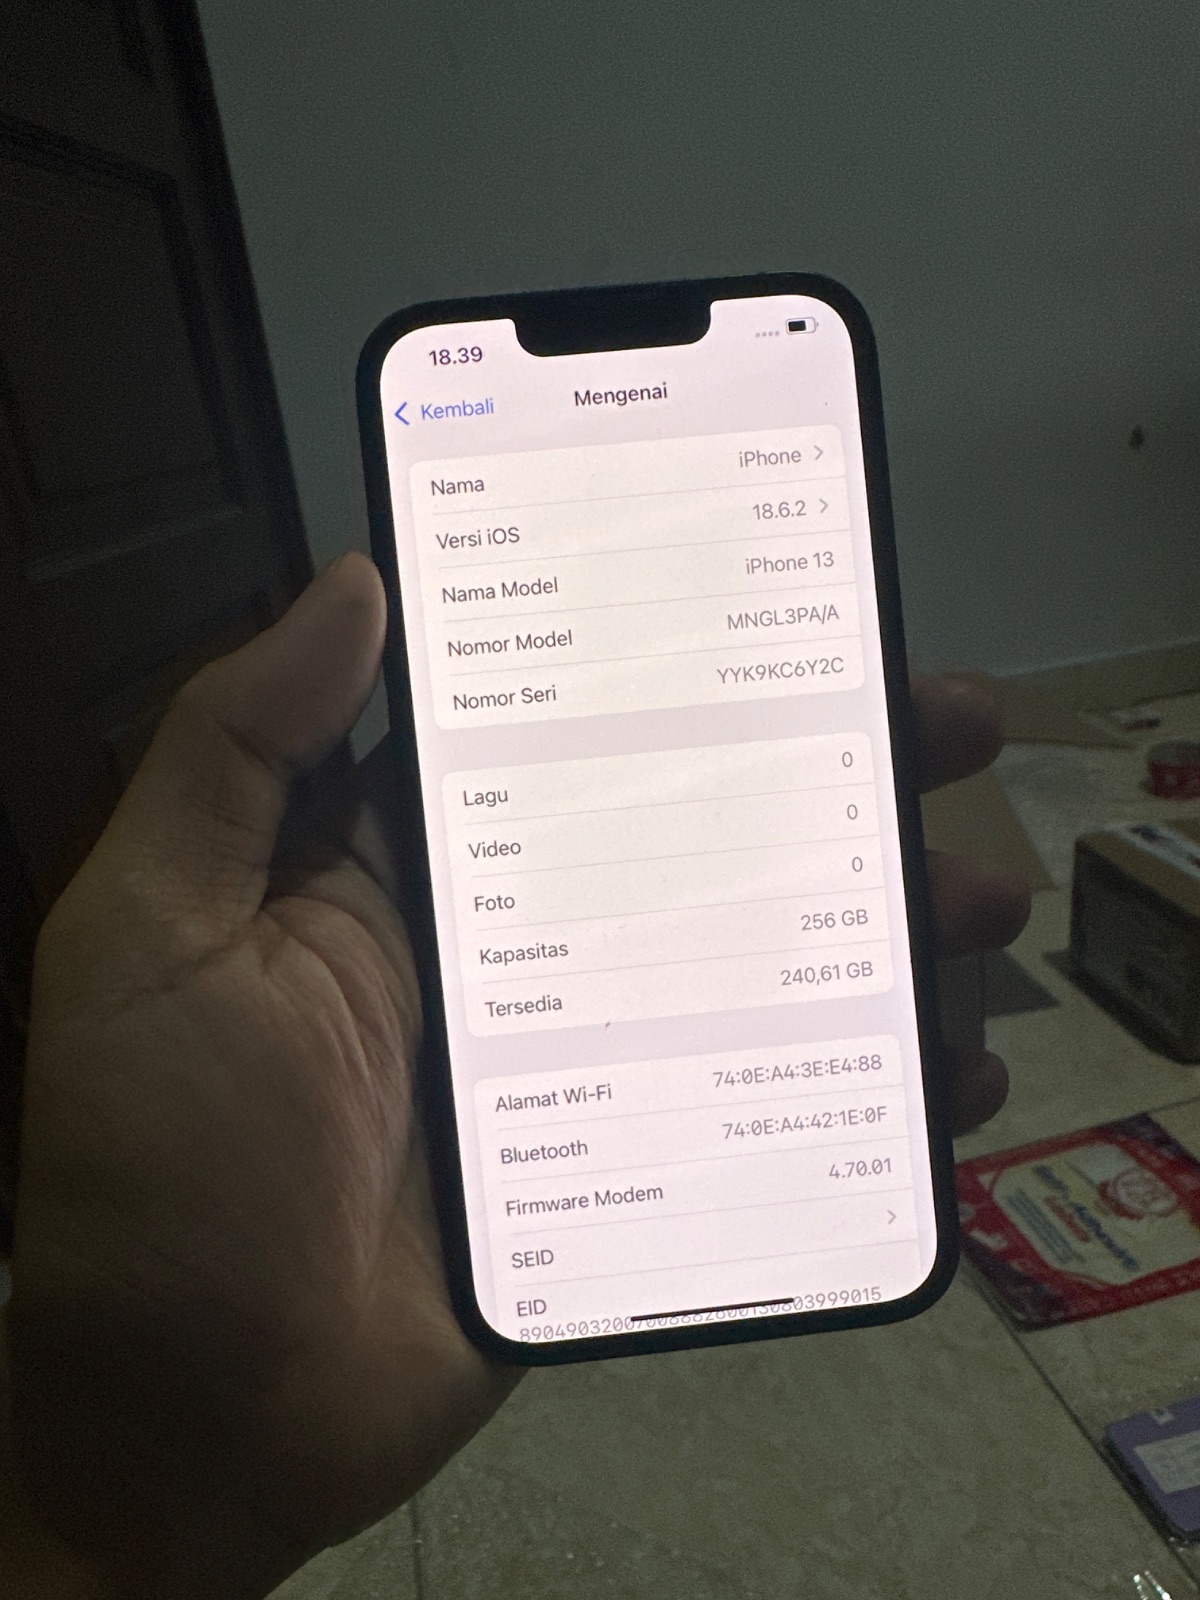 18.39
Kembali
Mengenai
Nama iPhone
Versi iOS 18.6.2
Nama Model iPhone 13
Nomor Model MNGL3PA/A
Nomor Seri YYK9KC6Y2C
Lagu 0
Video 0
Foto 0
Kapasitas 256 GB
Tersedia 240,61 GB
Alamat Wi-Fi 74:0E:A4:3E:E4:88
Bluetooth 74:0E:A4:42:1E:0F
Firmware Modem 4.70.01
SEID
EID